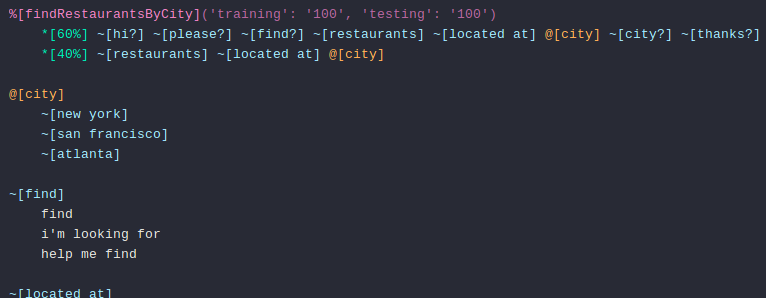 %[findRestaurantsByCity]('training': '100', 'testing': '100')
*[60%] ~[hi?] ~[please?] ~[find?] ~[restaurants] ~[located at] @[city] ~[city?] ~[thanks?]
*[40%] ~[restaurants] ~[located at] @[city]
@[city]
~[new york]
~[san francisco]
~[atlanta]
~[find]
find
i'm looking for
help me find
~[located at]